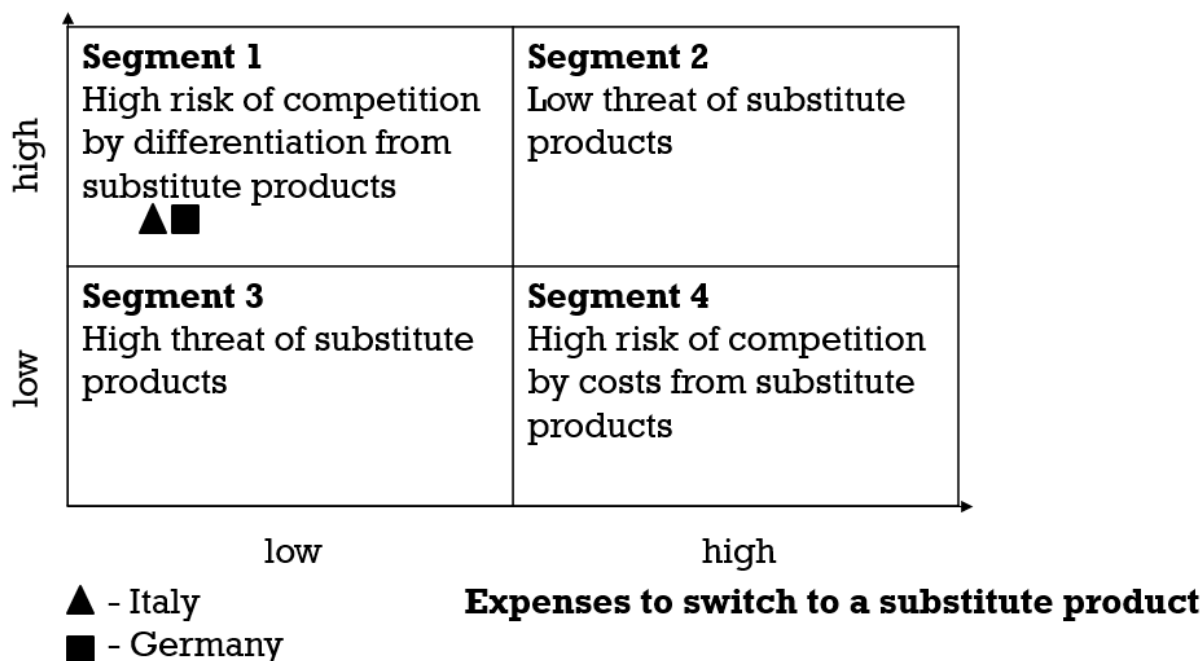 Segment 1
High risk of competition
by differentiation from
substitute products
Segment 2
Low threat of substitute
products
high
Segment 3
High threat of substitute
products
Segment 4
High risk of competition
by costs from substitute
products
low
low
high
- Italy
Expenses to switch to a substitute product
- Germany